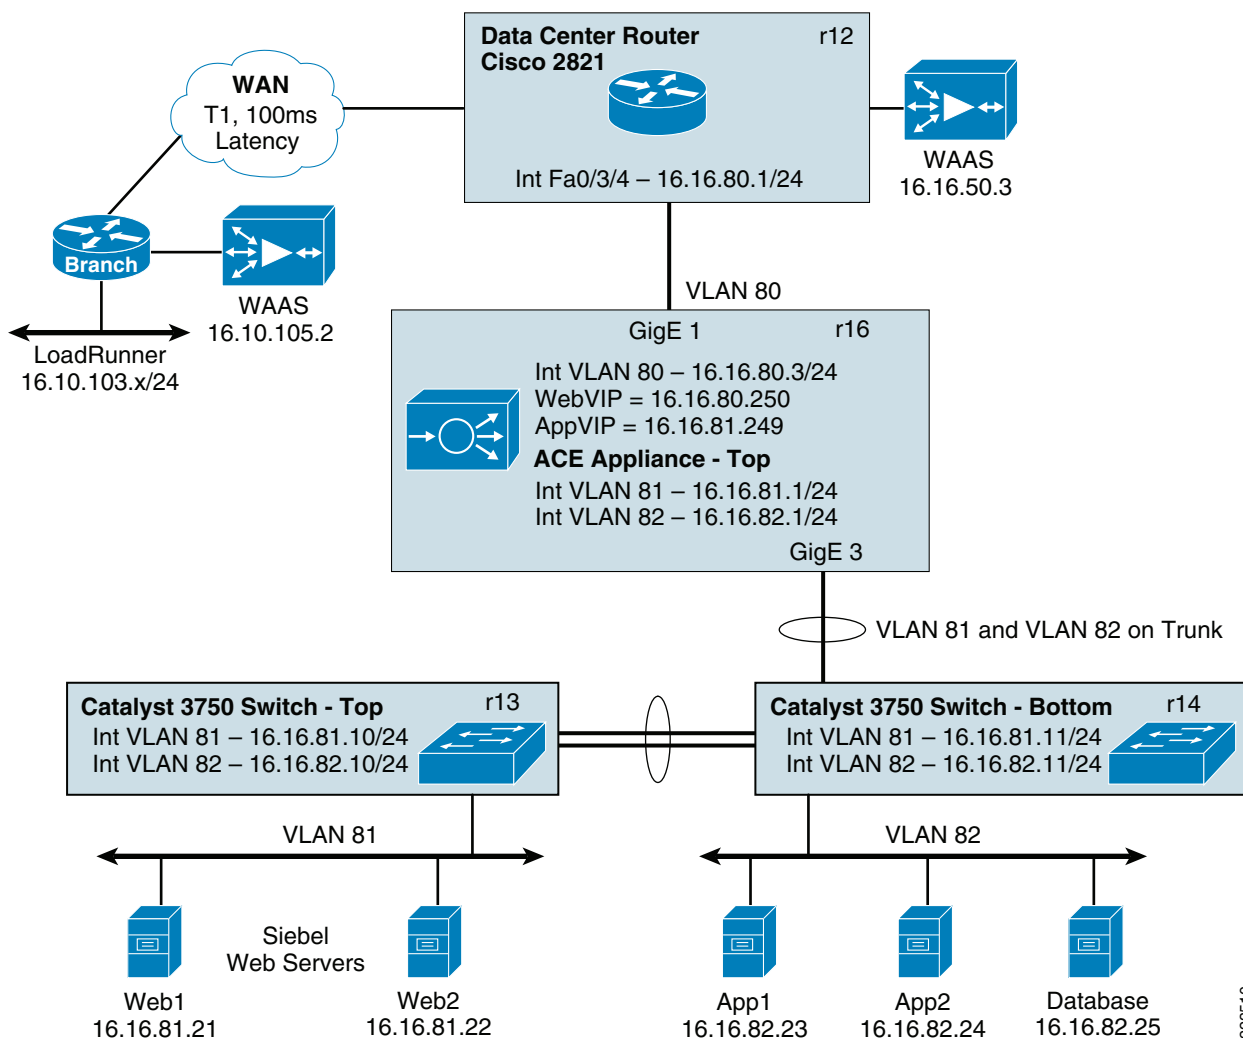 Data Center Router
Cisco 2821
r12
WAN
T1, 100ms
Latency
WAAS
16.16.50.3
Int Fa0/3/4 – 16.16.80.1/24
Branch
WAAS
16.10.105.2
LoadRunner
16.10.103.x/24
VLAN 80
GigE 1
r16
Int VLAN 80 – 16.16.80.3/24
WebVIP = 16.16.80.250
AppVIP = 16.16.81.249
ACE Appliance - Top
Int VLAN 81 – 16.16.81.1/24
Int VLAN 82 – 16.16.82.1/24
GigE 3
VLAN 81 and VLAN 82 on Trunk
Catalyst 3750 Switch - Top
r13
Int VLAN 81 – 16.16.81.10/24
Int VLAN 82 – 16.16.82.10/24
Catalyst 3750 Switch - Bottom
r14
Int VLAN 81 – 16.16.81.11/24
Int VLAN 82 – 16.16.82.11/24
VLAN 81
VLAN 82
Siebel
Web Servers
Web1
16.16.81.21
Web2
16.16.81.22
App1
16.16.82.23
App2
16.16.82.24
Database
16.16.82.25